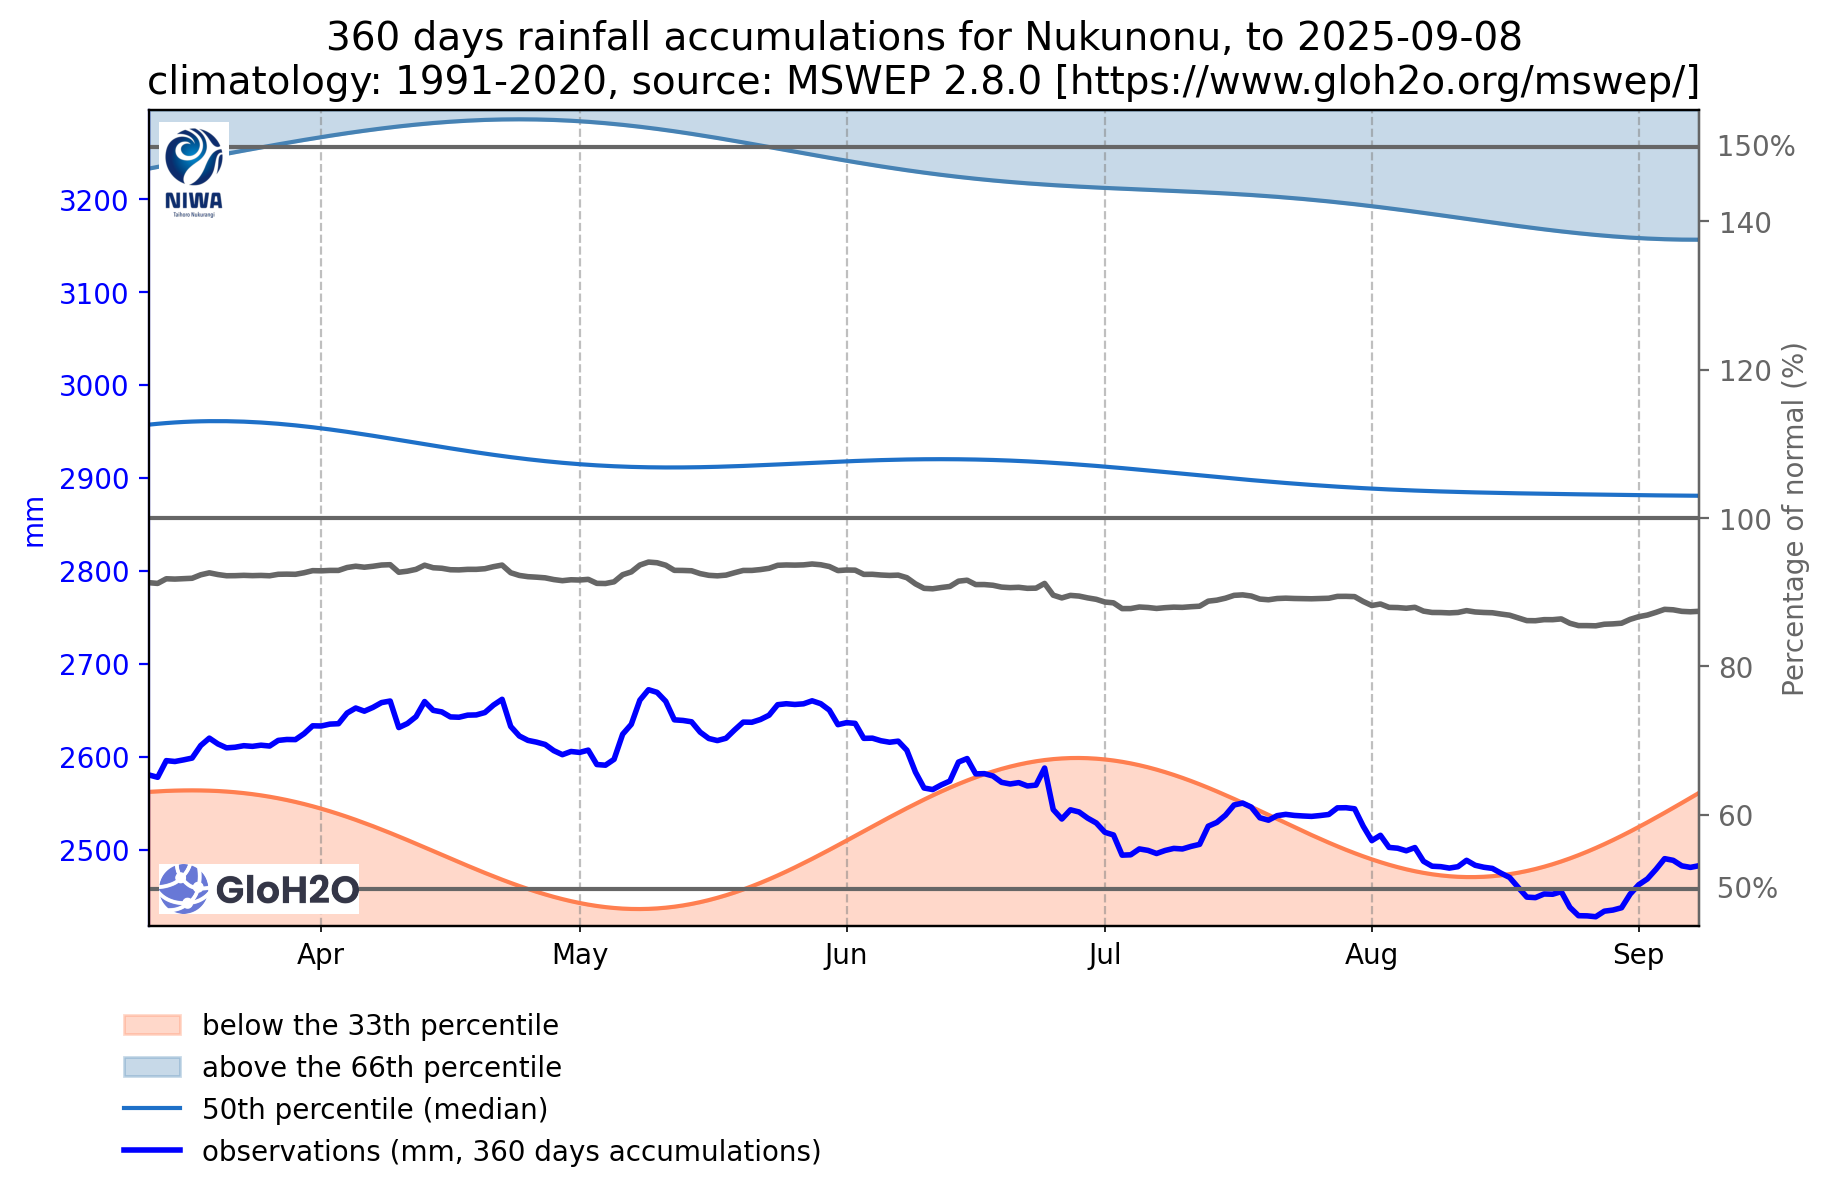 360 days rainfall accumulations for Nukunonu, to 2025-09-08
climatology: 1991-2020, source: MSWEP 2.8.0 [https://www.gloh2o.org/mswep/]
NIWA
Taihoro Nukurangi
3200
3100
3000
2900
2800
2700
2600
2500
mm
150%
140
120
100
80
60
50%
Percentage of normal (%)
GloH2O
Apr
May
Jun
Jul
Aug
Sep
below the 33th percentile
above the 66th percentile
50th percentile (median)
observations (mm, 360 days accumulations)